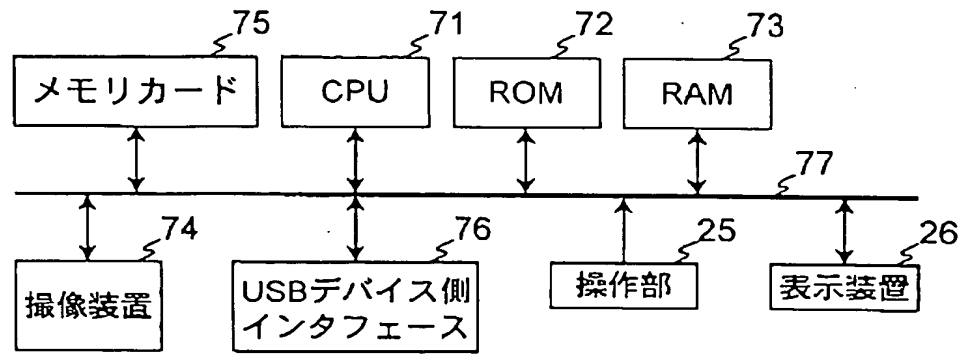 75
71
72
73
メモリカード
CPU
ROM
RAM
77
74
76
25
26
撮像装置
USBデバイス側
インタフェース
操作部
表示装置